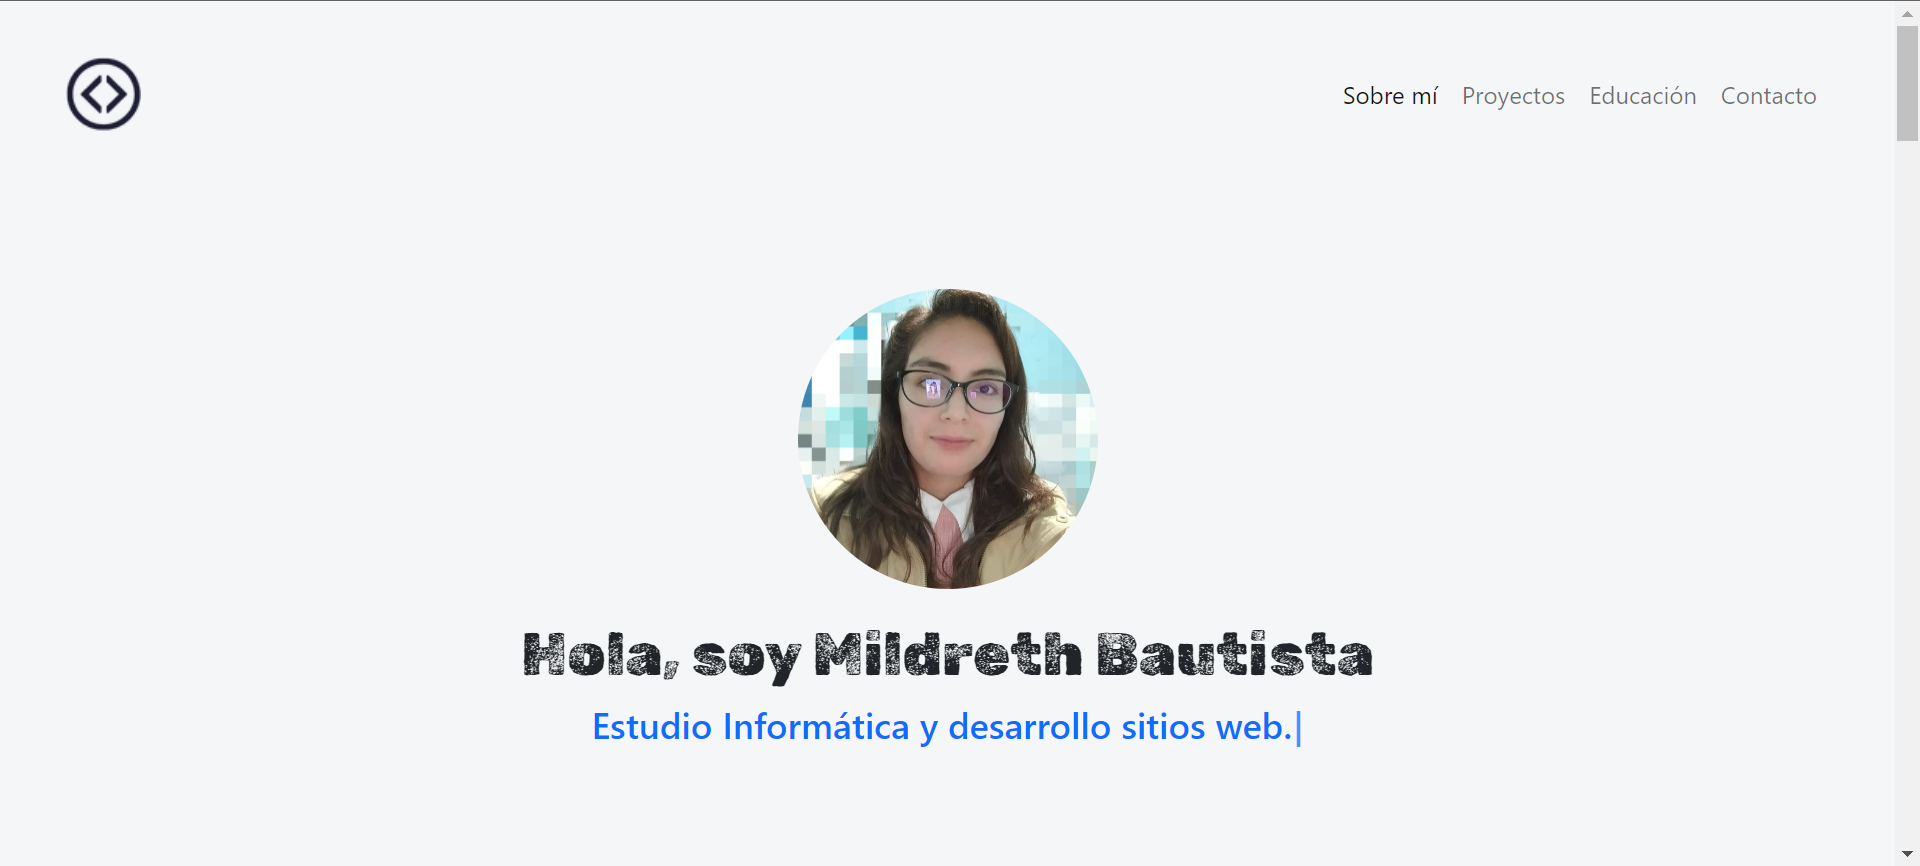 Sobre mí Proyectos Educación Contacto
Hola, soy Mildreth Bautista
Estudio Informática y desarrollo sitios web.